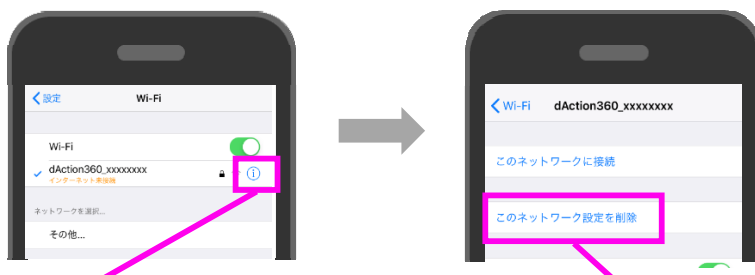 設定
Wi-Fi
Wi-Fi
dAction360_xxxxxxxx
インターネット未接続
ネットワークを選択...
その他...
Wi-Fi
dAction360_xxxxxxxx
このネットワークに接続
このネットワーク設定を削除